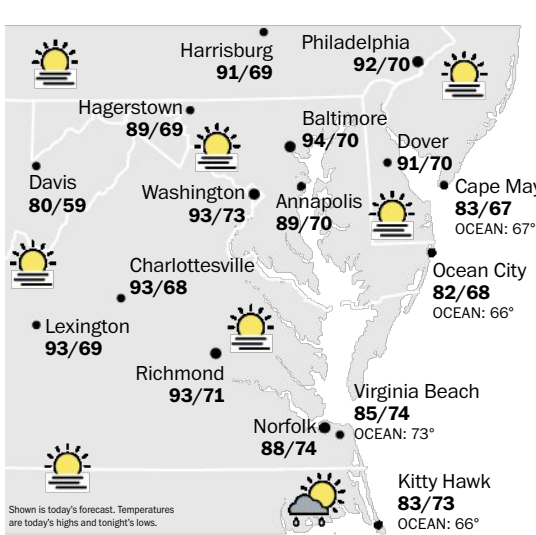 Harrisburg
91/69
Philadelphia
92/70
Hagerstown
89/69
Baltimore
94/70
Dover
91/70
Davis
80/59
Washington
93/73
Annapolis
89/70
Cape May
83/67
OCEAN: 67°
Charlottesville
93/68
Ocean City
82/68
OCEAN: 66°
Lexington
93/69
Richmond
93/71
Virginia Beach
85/74
OCEAN: 73°
Norfolk
88/74
Kitty Hawk
83/73
OCEAN: 66°
Shown is today's forecast. Temperatures
are today's highs and tonight's lows.